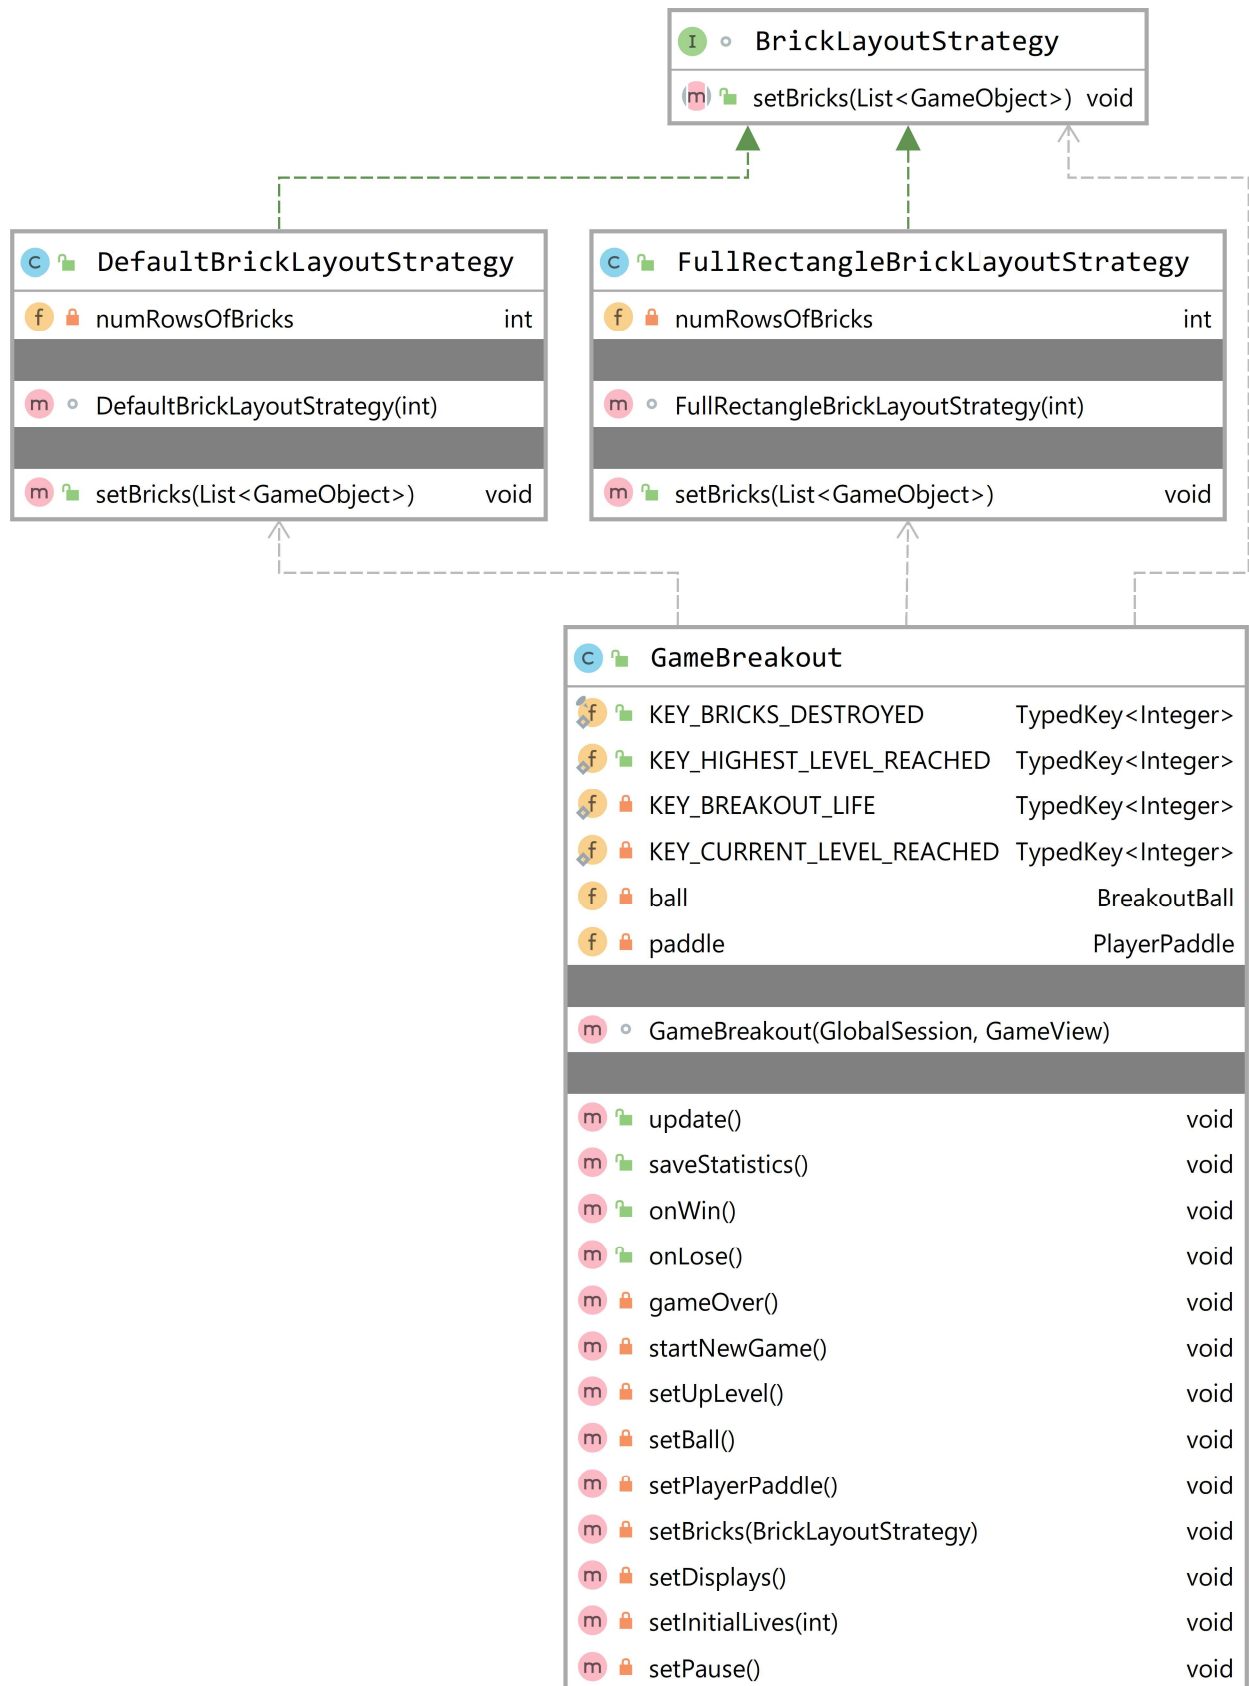 BrickLayoutStrategy
setBricks(List<GameObject>) void
DefaultBrickLayoutStrategy
numRowsOfBricks int
DefaultBrickLayoutStrategy(int)
setBricks(List<GameObject>) void
FullRectangleBrickLayoutStrategy
numRowsOfBricks int
FullRectangleBrickLayoutStrategy(int)
setBricks(List<GameObject>) void
GameBreakout
KEY_BRICKS_DESTROYED TypedKey<Integer>
KEY_HIGHEST_LEVEL_REACHED TypedKey<Integer>
KEY_BREAKOUT_LIFE TypedKey<Integer>
KEY_CURRENT_LEVEL_REACHED TypedKey<Integer>
ball BreakoutBall
paddle PlayerPaddle
GameBreakout(GlobalSession, GameView)
update() void
saveStatistics() void
onWin() void
onLose() void
gameOver() void
startNewGame() void
setUpLevel() void
setBall() void
setPlayerPaddle() void
setBricks(BrickLayoutStrategy) void
setDisplays() void
setInitialLives(int) void
setPause() void